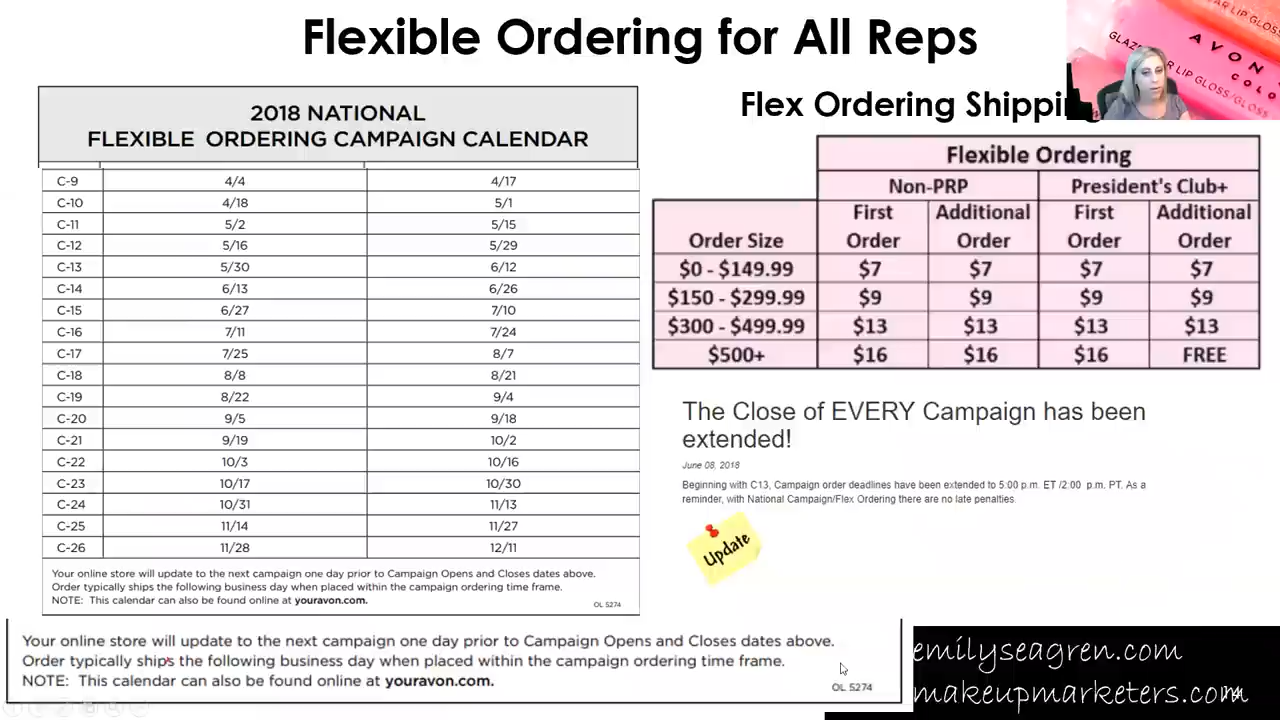 Flexible Ordering for All Reps
2018 NATIONAL
FLEXIBLE ORDERING CAMPAIGN CALENDAR
C-9 4/4 4/17
C-10 4/18 5/1
C-11 5/2 5/15
C-12 5/16 5/29
C-13 5/30 6/12
C-14 6/13 6/26
C-15 6/27 7/10
C-16 7/11 7/24
C-17 7/25 8/7
C-18 8/8 8/21
C-19 8/22 9/4
C-20 9/5 9/18
C-21 9/19 10/2
C-22 10/3 10/16
C-23 10/17 10/30
C-24 10/31 11/13
C-25 11/14 11/27
C-26 11/28 12/11
Your online store will update to the next campaign one day prior to Campaign Opens and Closes dates above.
Order typically ships the following business day when placed within the campaign ordering time frame.
NOTE: This calendar can also be found online at youravon.com.
OL 5274
Your online store will update to the next campaign one day prior to Campaign Opens and Closes dates above.
Order typically ships the following business day when placed within the campaign ordering time frame.
NOTE: This calendar can also be found online at youravon.com.
OL 5274
Flex Ordering Shipping
Flexible Ordering
Non-PRP President's Club+
First Additional First Additional
Order Size Order Order Order Order
$0 - $149.99 $7 $7 $7 $7
$150 - $299.99 $9 $9 $9 $9
$300 - $499.99 $13 $13 $13 $13
$500+ $16 $16 $16 FREE
The Close of EVERY Campaign has been
extended!
June 08, 2018
Beginning with C13, Campaign order deadlines have been extended to 5:00 p.m. ET /2:00 p.m. PT. As a
reminder, with National Campaign/Flex Ordering there are no late penalties.
Update
emilyseagren.com
makeupmarketers.com
AVON
LIP GLOSS
LIP GLOSS/GLOSS